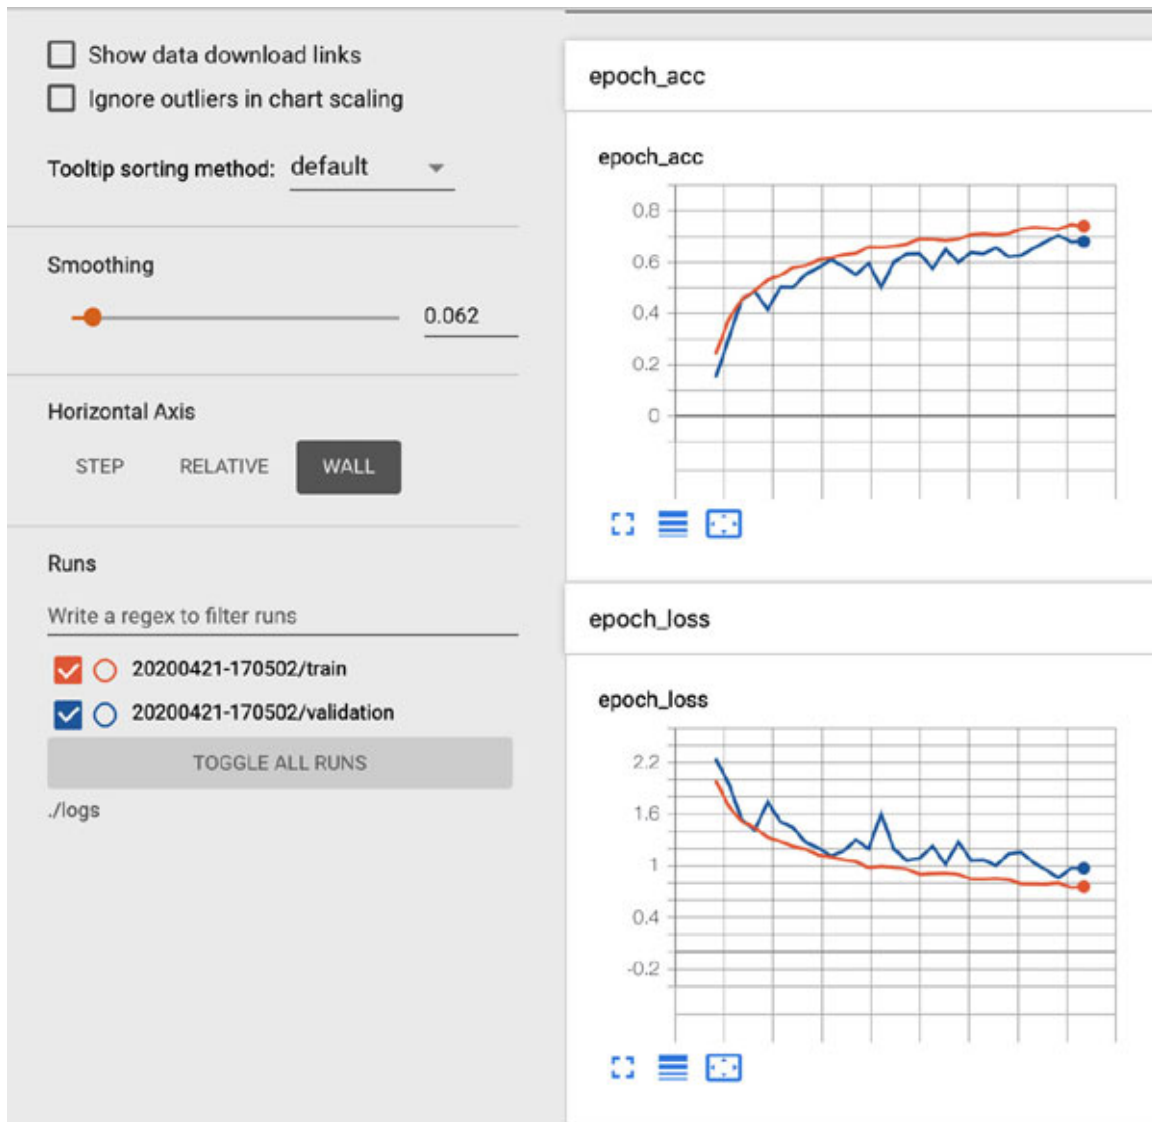 Show data download links
Ignore outliers in chart scaling
Tooltip sorting method: default
Smoothing
0.062
Horizontal Axis
STEP RELATIVE WALL
Runs
Write a regex to filter runs
20200421-170502/train
20200421-170502/validation
TOGGLE ALL RUNS
./logs
epoch_acc
epoch_acc
0.8
0.6
0.4
0.2
0
epoch_loss
epoch_loss
2.2
1.6
1
0.4
-0.2